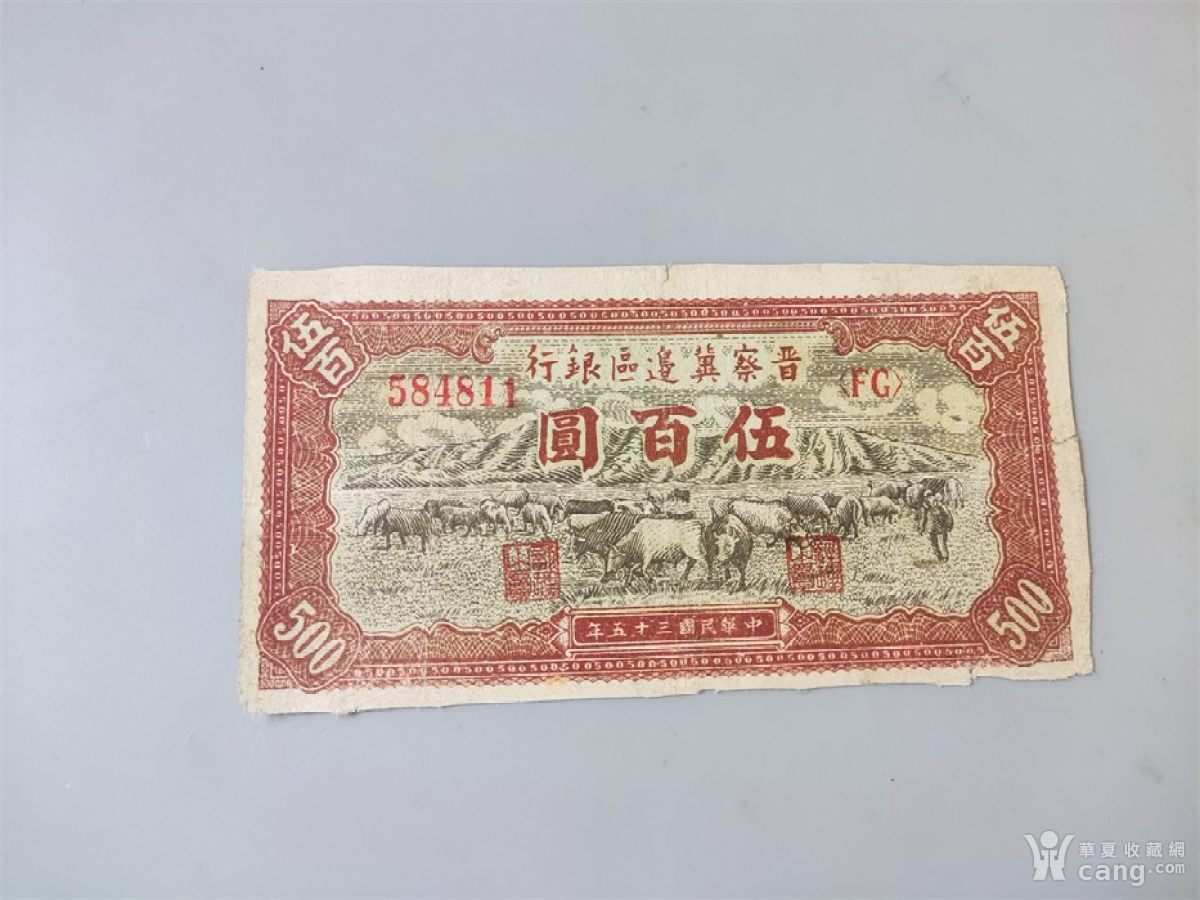 伍百
伍百
晋察冀邊區銀行
584811
〈FG〉
伍百圓
中華民國三十五年
500
500
華夏收藏網
cang.com